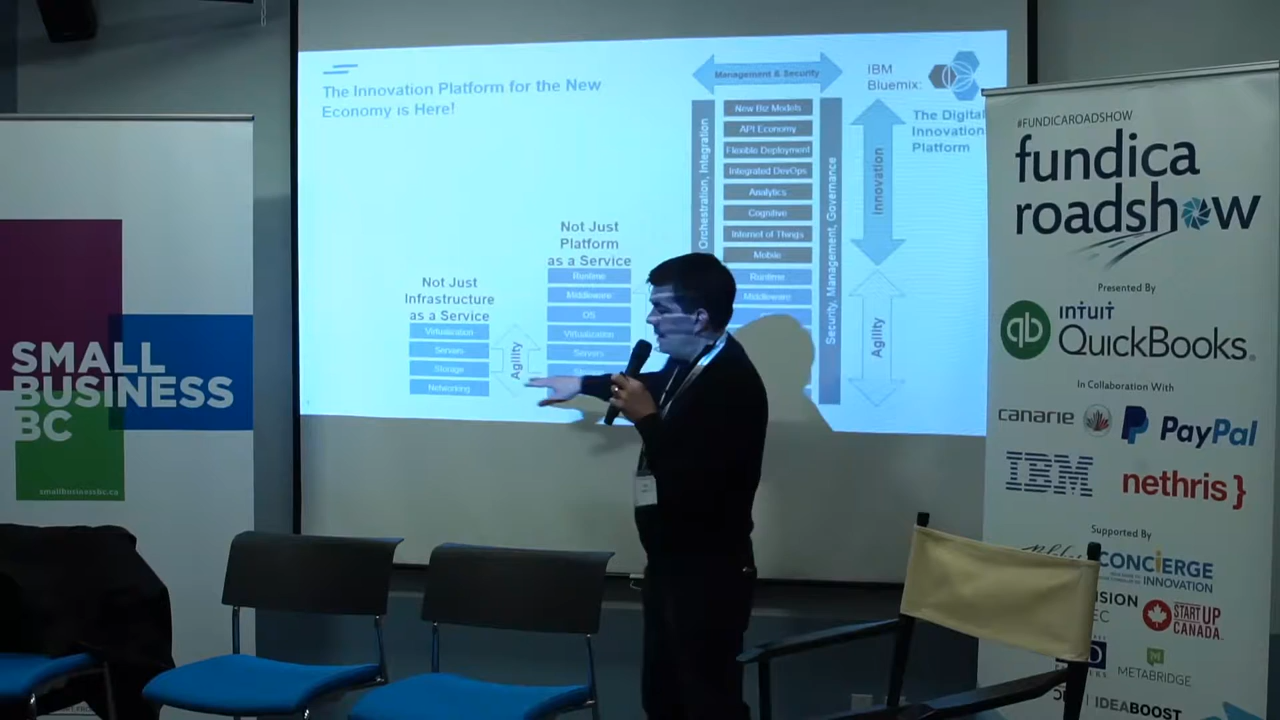 SMALL
BUSINESS
BC
smallbusinessbc.ca
The Innovation Platform for the New
Economy is Here!
Not Just
Infrastructure
as a Service
Virtualization
Servers
Storage
Networking
Agility
Not Just
Platform
as a Service
Runtime
Middleware
OS
Virtualization
Servers
Management & Security
Orchestration, Integration
New Biz Models
API Economy
Flexible Deployment
Integrated DevOps
Analytics
Cognitive
Internet of Things
Mobile
Runtime
Middleware
Security, Management, Governance
Innovation
Agility
IBM
Bluemix:
The Digital
Innovation
Platform
#FUNDICAROADSHOW
fundica
roadshow
Presented By
qb
intuit
QuickBooks.
In Collaboration With
canarie
PayPal
IBM
nethris}
Supported By
CONCIERGE
INNOVATION
STARTUP
CANADA
METABRIDGE
IDEABOOST